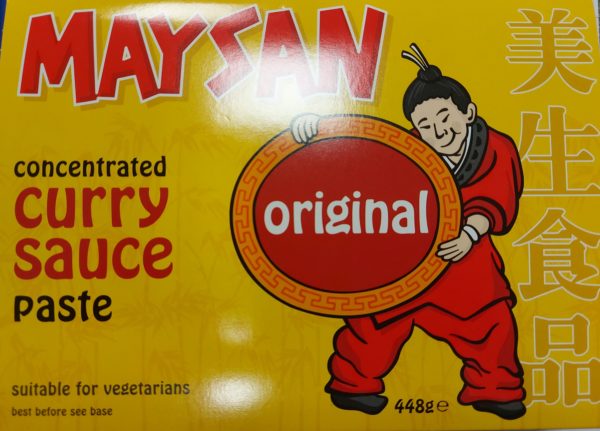 MAYSAN
concentrated
curry
sauce
paste
original
美生食品
suitable for vegetarians
best before see base
448g℮